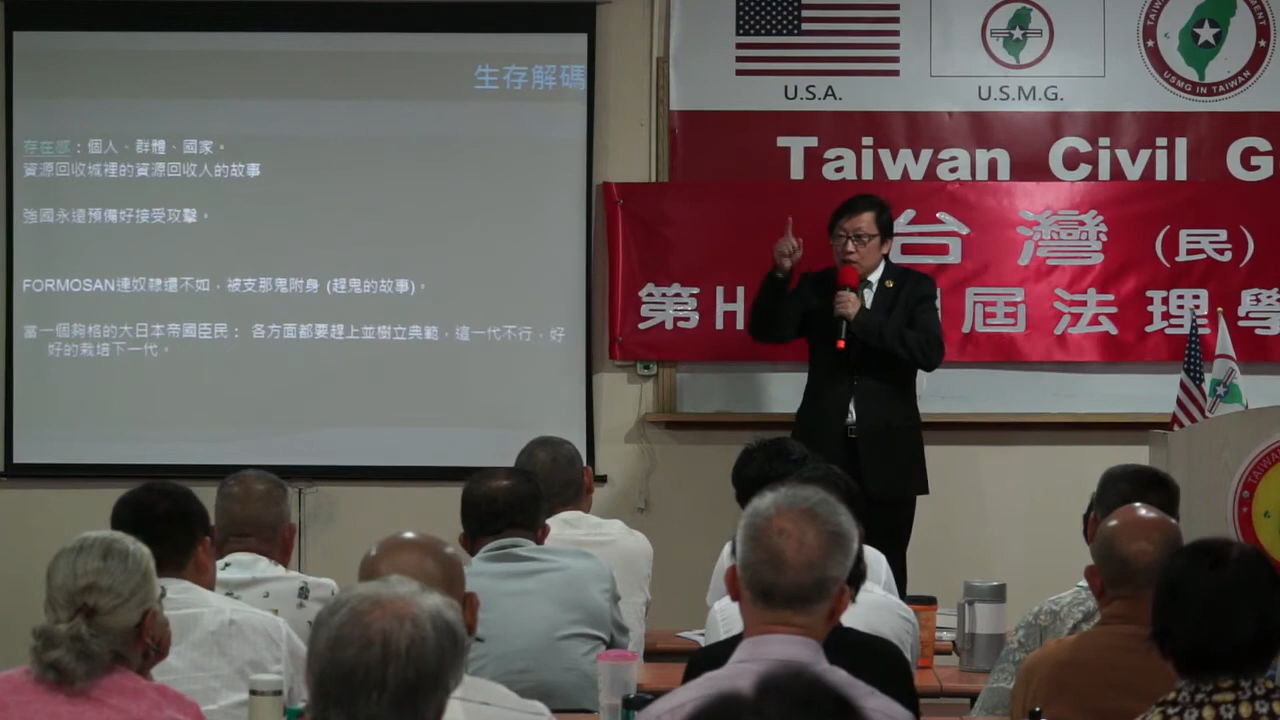 生存解碼
存在感：個人、群體、國家。
資源回收城裡的資源回收人的故事
強國永遠預備好接受攻擊。
FORMOSAN連奴隸還不如，被支那鬼附身 (趕鬼的故事)。
當一個夠格的大日本帝國臣民： 各方面都要趕上並樹立典範，這一代不行，好
好的栽培下一代。
U.S.A.
U.S.M.G.
USMG IN TAIWAN
Taiwan Civil G
台灣(民)
第H
屆法理學